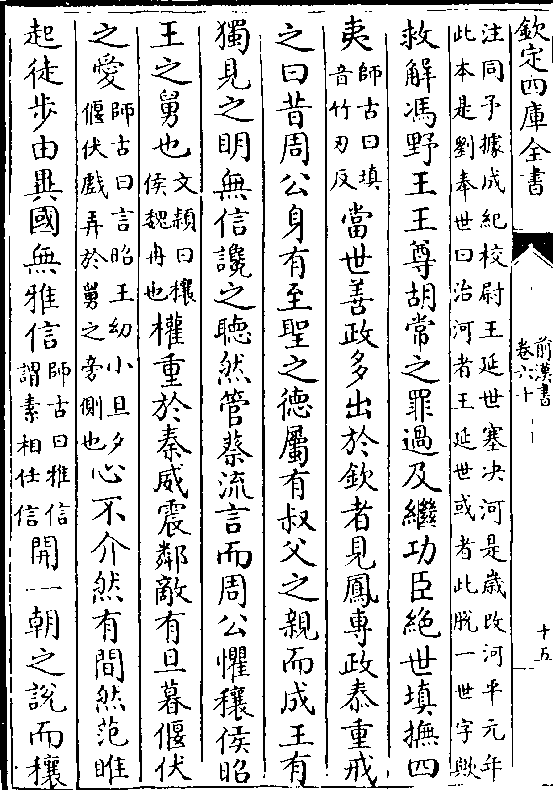 欽定四庫全書
前漢書
卷六十
十五
注同予據成紀校尉王延世塞决河是歲改河平元年
此本是劉奉世曰治河者王延世或者此脱一世字歟
救解馮野王王尊胡常之罪過及繼功臣絶世填撫四
夷師古曰填音竹刃反當世善政多出於欽者見鳳專政泰重戒
之曰昔周公身有至聖之德屬有叔父之親而成王有
獨見之明無信讒之聽然管蔡流言而周公懼穰侯昭
王之舅也文頴曰穰侯魏冉也權重於秦威震鄰敵有旦暮偃伏
之愛師古曰言昭王幼小旦夕偃伏戲弄於舅之旁側也心不介然有間然范雎
起徒步由異國無雅信師古曰雅信謂素相任信開一朝之說而穰